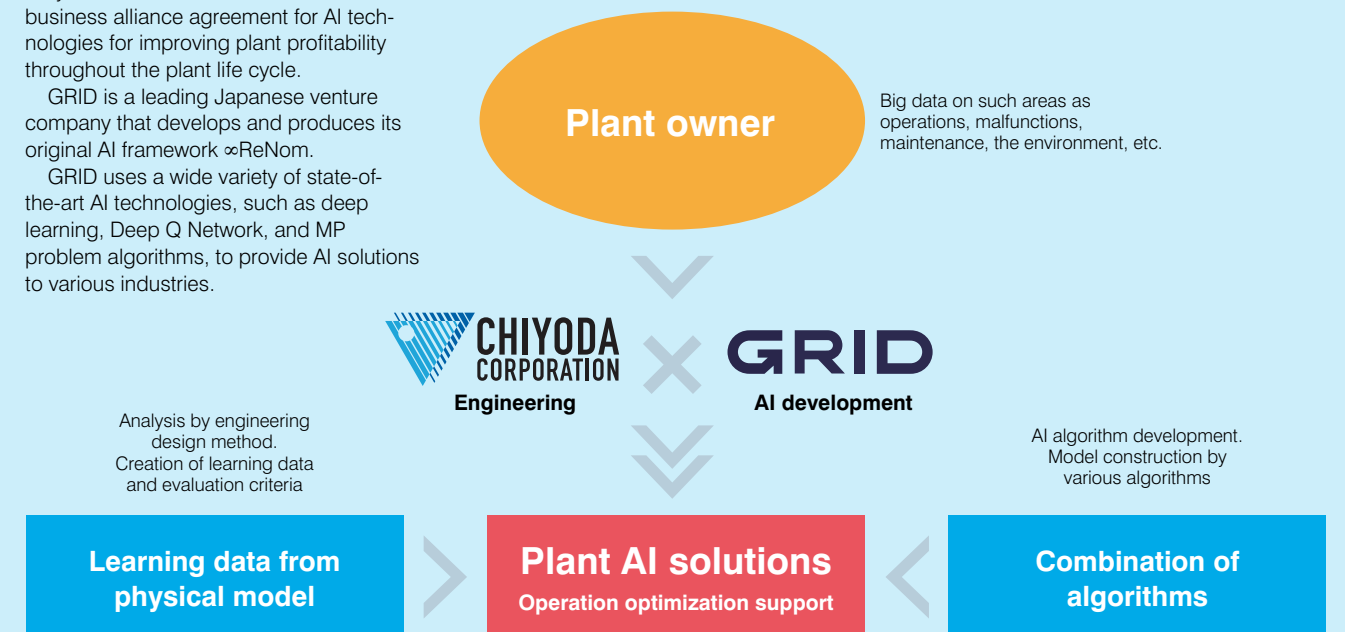 business alliance agreement for AI tech-
nologies for improving plant profitability
throughout the plant life cycle.
GRID is a leading Japanese venture
company that develops and produces its
original AI framework ∞ReNom.
GRID uses a wide variety of state-of-
the-art AI technologies, such as deep
learning, Deep Q Network, and MP
problem algorithms, to provide AI solutions
to various industries.
Plant owner
Big data on such areas as
operations, malfunctions,
maintenance, the environment, etc.
CHIYODA
CORPORATION
Engineering
GRID
AI development
Analysis by engineering
design method.
Creation of learning data
and evaluation criteria
AI algorithm development.
Model construction by
various algorithms
Learning data from
physical model
Plant AI solutions
Operation optimization support
Combination of
algorithms